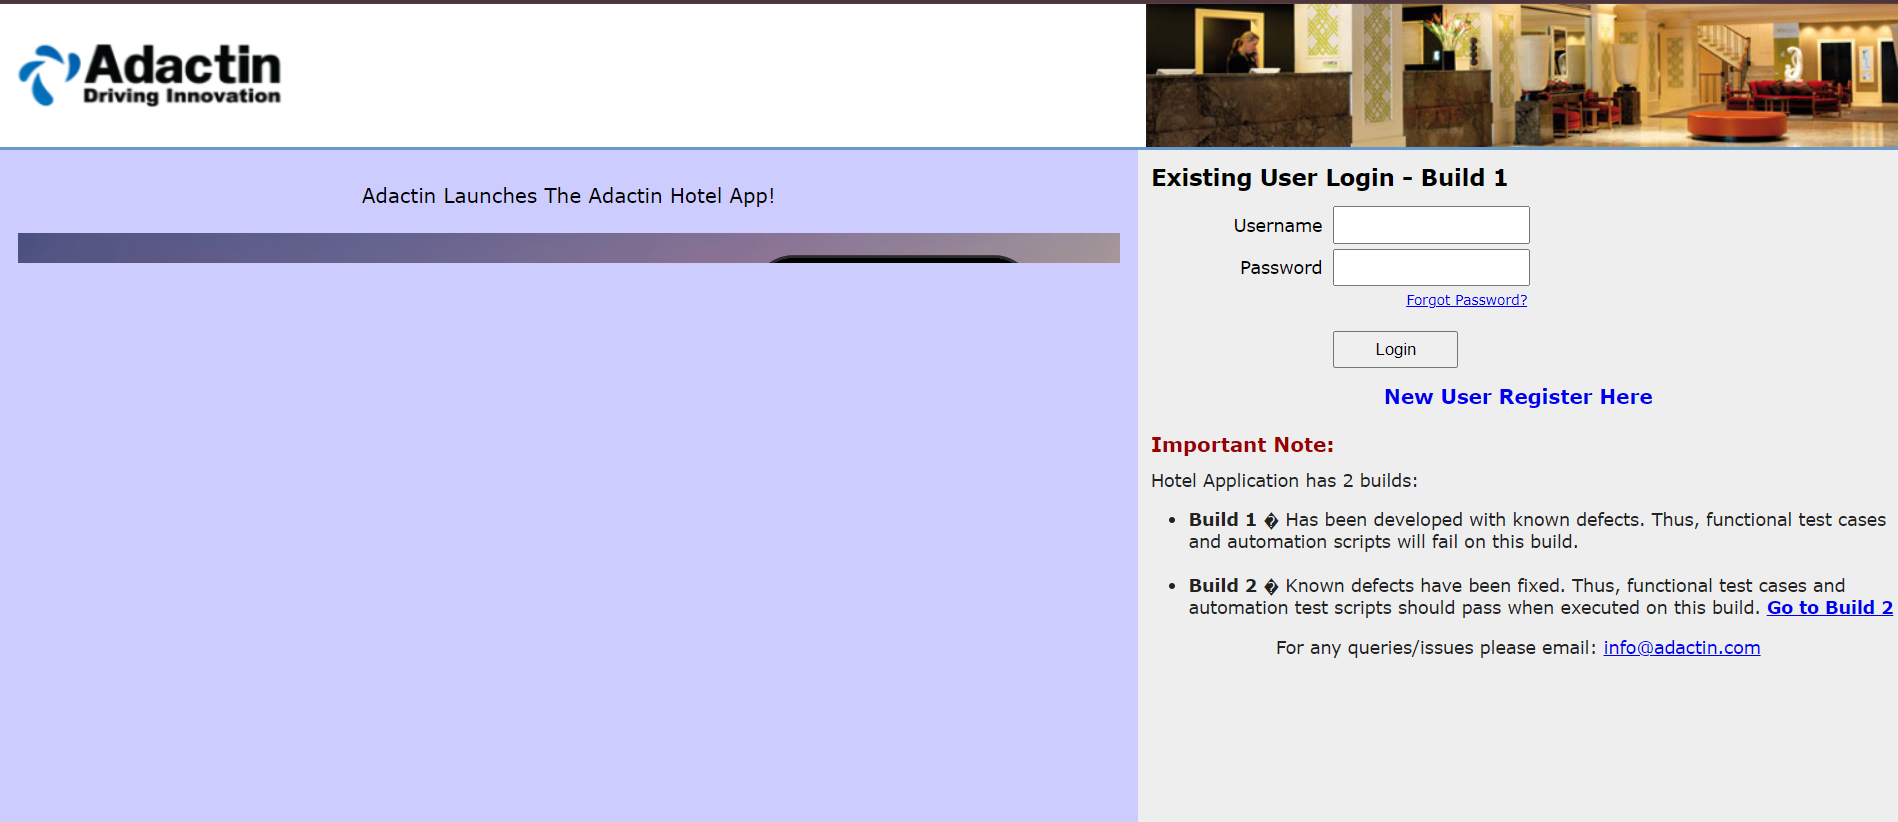 Adactin
Driving Innovation
Adactin Launches The Adactin Hotel App!
Existing User Login - Build 1
Username
Password
Forgot Password?
Login
New User Register Here
Important Note:
Hotel Application has 2 builds:
• Build 1 � Has been developed with known defects. Thus, functional test cases
and automation scripts will fail on this build.
• Build 2 � Known defects have been fixed. Thus, functional test cases and
automation test scripts should pass when executed on this build. Go to Build 2
For any queries/issues please email: info@adactin.com